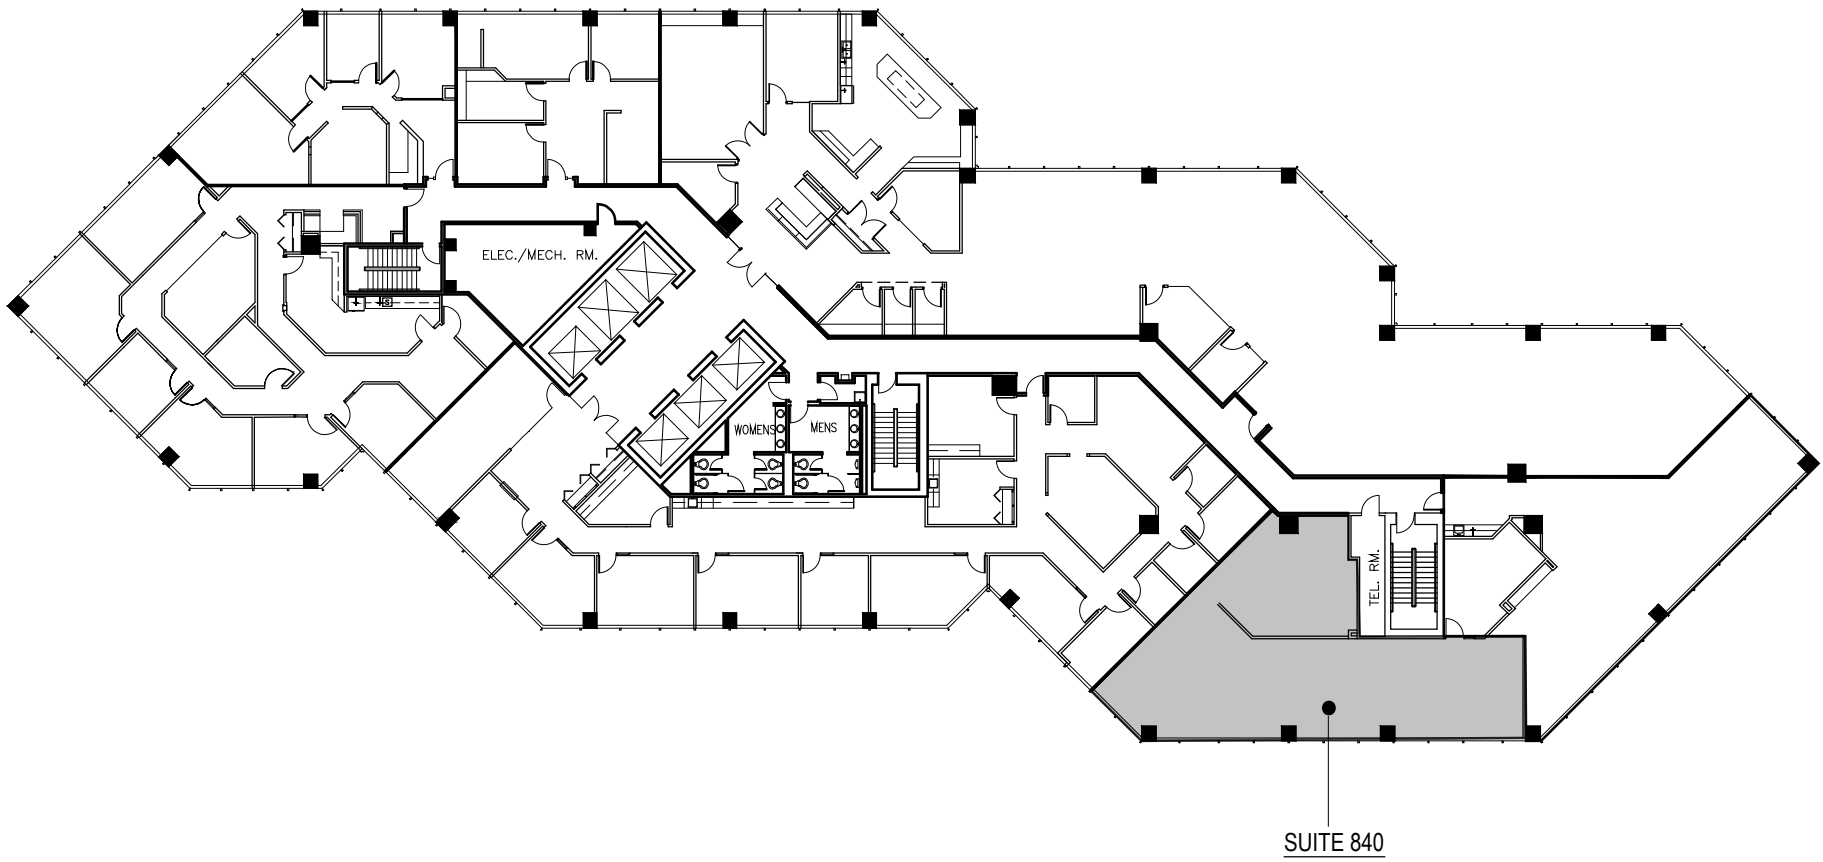 ELEC./MECH. RM.
WOMENS
MENS
TEL. RM.
SUITE 840